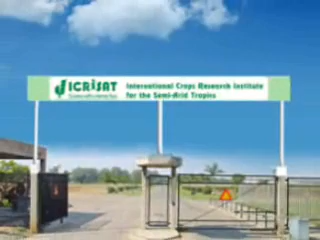 ICRISAT
International Crops Research Institute
for the Semi-Arid Tropics